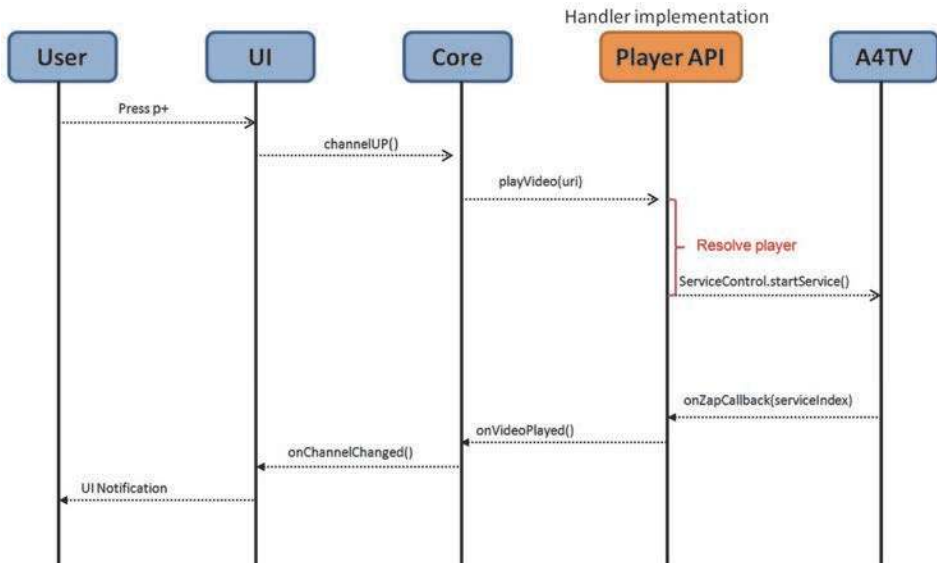 Handler implementation
User
UI
Core
Player API
A4TV
Press p+
channelUP()
playVideo(uri)
Resolve player
ServiceControl.startService()
onZapCallback(serviceIndex)
onVideoPlayed()
onChannelChanged()
UI Notification